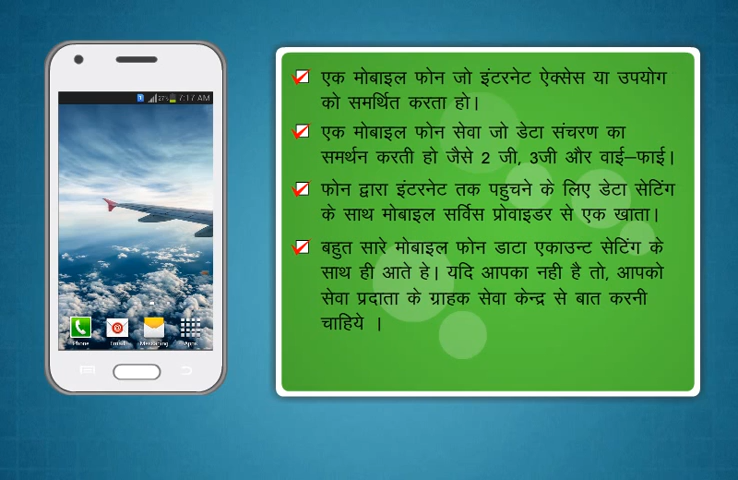 7:17 AM
Phone
Email
Messaging
Apps
एक मोबाइल फोन जो इंटरनेट ऐक्सेस या उपयोग
को समर्थित करता हो।
एक मोबाइल फोन सेवा जो डेटा संचरण का
समर्थन करती हो जैसे 2 जी, 3जी और वाई–फाई।
फोन द्वारा इंटरनेट तक पहुचने के लिए डेटा सेटिंग
के साथ मोबाइल सर्विस प्रोवाइडर से एक खाता।
बहुत सारे मोबाइल फोन डाटा एकाउन्ट सेटिंग के
साथ ही आते हे। यदि आपका नही है तो, आपको
सेवा प्रदाता के ग्राहक सेवा केन्द्र से बात करनी
चाहिये ।